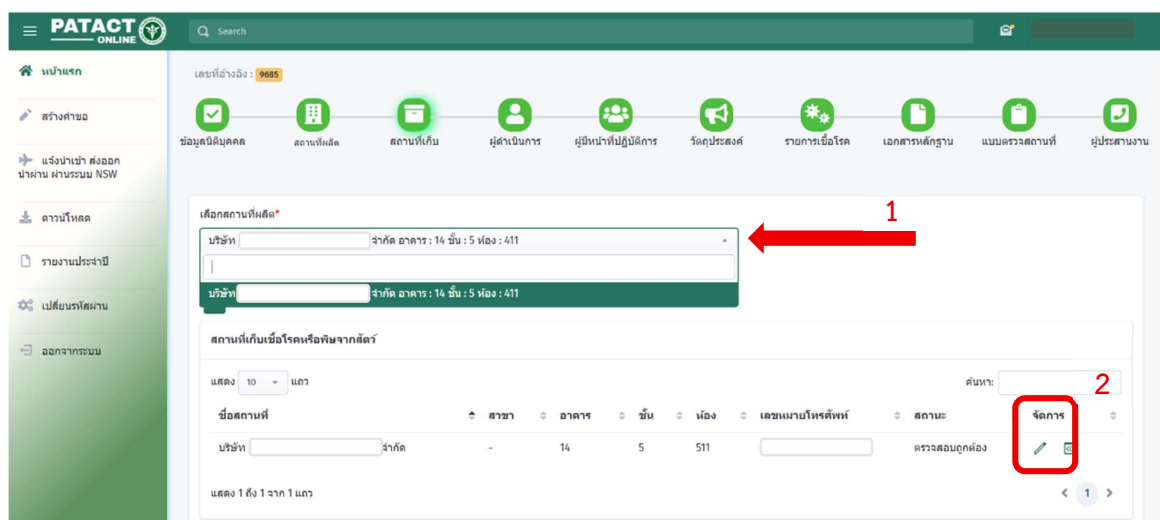 PATACT
ONLINE
Search
หน้าแรก
สร้างคำขอ
แจ้งนำเข้า ส่งออก
นำผ่าน ผ่านระบบ NSW
ดาวน์โหลด
รายงานประจำปี
เปลี่ยนรหัสผ่าน
ออกจากระบบ
เลขที่อ้างอิง : 9685
ข้อมูลนิติบุคคล สถานที่ผลิต สถานที่เก็บ ผู้ดำเนินการ ผู้มีหน้าที่ปฏิบัติการ วัตถุประสงค์ รายการเชื้อโรค เอกสารหลักฐาน แบบตรวจสถานที่ ผู้ประสานงาน
เลือกสถานที่ผลิต*
1
บริษัท จำกัด อาคาร : 14 ชั้น : 5 ห้อง : 411
บริษัท จำกัด อาคาร : 14 ชั้น : 5 ห้อง : 411
สถานที่เก็บเชื้อโรคหรือพิษจากสัตว์
แสดง 10 แถว ค้นหา:
2
ชื่อสถานที่ สาขา อาคาร ชั้น ห้อง เลขหมายโทรศัพท์ สถานะ จัดการ
บริษัท จำกัด - 14 5 511 ตรวจสอบถูกต้อง
แสดง 1 ถึง 1 จาก 1 แถว < 1 >